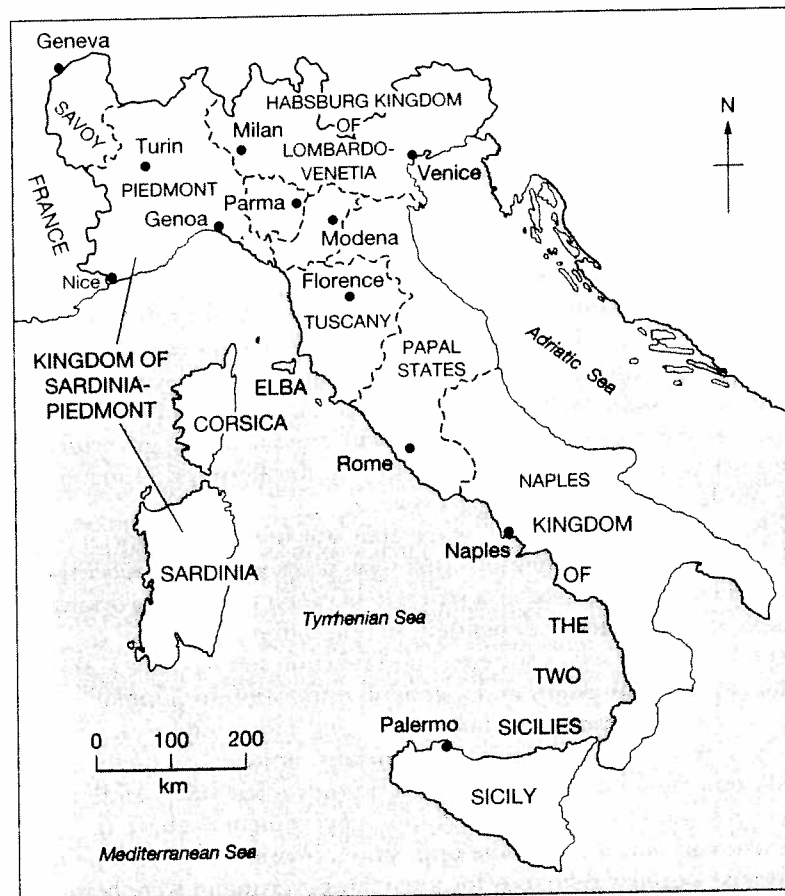 Geneva
SAVOY
HABSBURG KINGDOM
OF
LOMBARDO-
VENETIA
N
Milan
Turin
Venice
PIEDMONT
Parma
FRANCE
Genoa
Modena
Nice
Florence
TUSCANY
Adriatic Sea
PAPAL
STATES
KINGDOM OF
SARDINIA-
PIEDMONT
ELBA
CORSICA
Rome
NAPLES
KINGDOM
Naples
OF
SARDINIA
THE
Tyrrhenian Sea
TWO
Palermo
SICILIES
0 100 200
km
SICILY
Mediterranean Sea